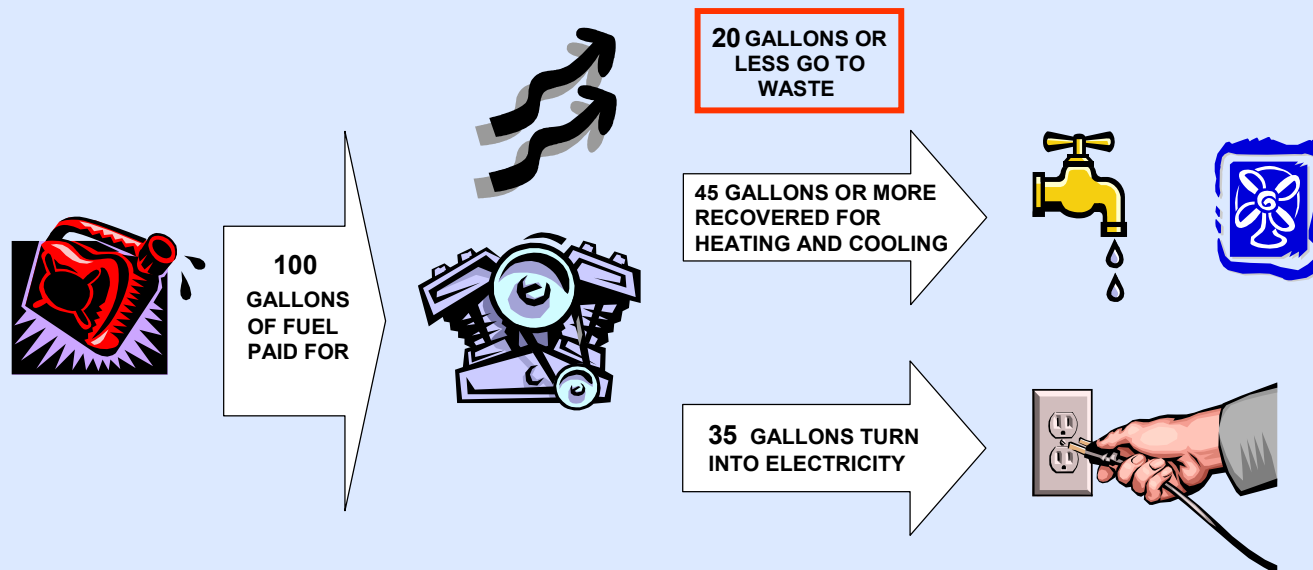 20 GALLONS OR
LESS GO TO
WASTE
100
GALLONS
OF FUEL
PAID FOR
45 GALLONS OR MORE
RECOVERED FOR
HEATING AND COOLING
35 GALLONS TURN
INTO ELECTRICITY